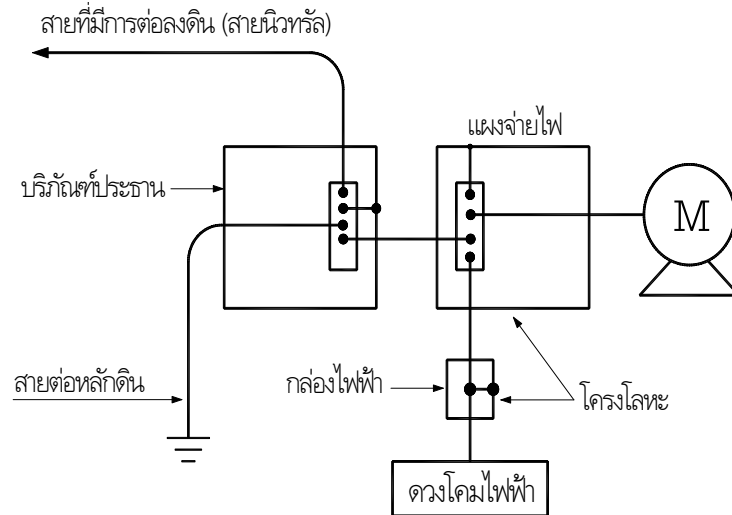 สายที่มีการต่อลงดิน (สายนิวทรัล)
แผงจ่ายไฟ
บริภัณฑ์ประธาน
M
สายต่อหลักดิน
กล่องไฟฟ้า
โครงโลหะ
ดวงโคมไฟฟ้า